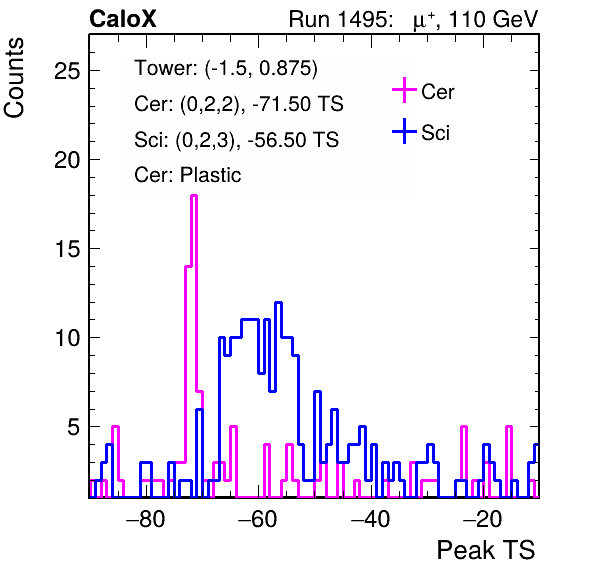 CaloX Run 1495: μ⁺, 110 GeV
Counts
25
20
15
10
5
Tower: (-1.5, 0.875)
Cer: (0,2,2), -71.50 TS
Sci: (0,2,3), -56.50 TS
Cer: Plastic
Cer
Sci
−80 −60 −40 −20
Peak TS